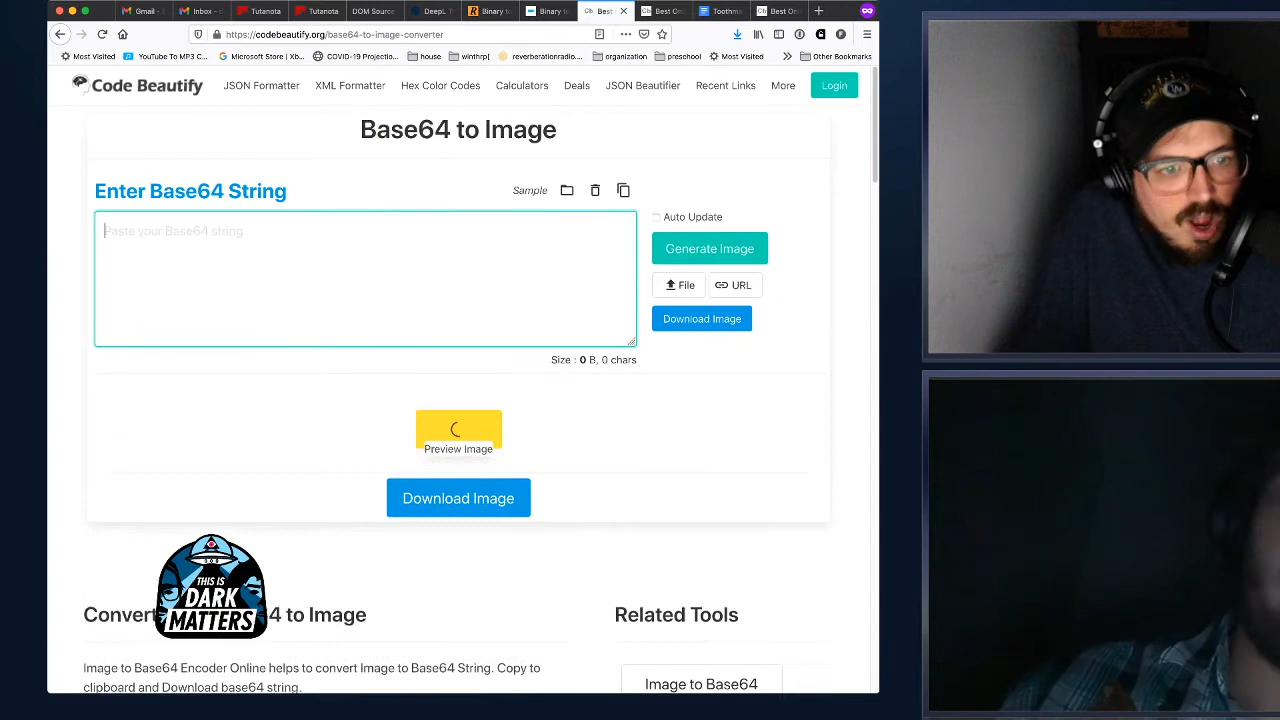 Gmail -
Inbox -
Tutanota
Tutanota
DOM Source
DeepL T
Binary to
Binary to
Best
Best On
Toothm
Best Onl
https://codebeautify.org/base64-to-image-converter
Most Visited
YouTube To MP3 C...
Microsoft Store | Xb...
COVID-19 Projectio...
house
winthrp[
reverberationradio....
organization
preschool
Most Visited
Other Bookmarks
Code Beautify
JSON Formatter
XML Formatter
Hex Color Codes
Calculators
Deals
JSON Beautifier
Recent Links
More
Login
Base64 to Image
Enter Base64 String
Sample
Paste your Base64 string
Auto Update
Generate Image
File
URL
Download Image
Size : 0 B, 0 chars
Preview Image
Download Image
THIS IS
DARK
MATTERS
Convert 4 to Image
Related Tools
Image to Base64 Encoder Online helps to convert Image to Base64 String. Copy to
clipboard and Download base64 string.
Image to Base64